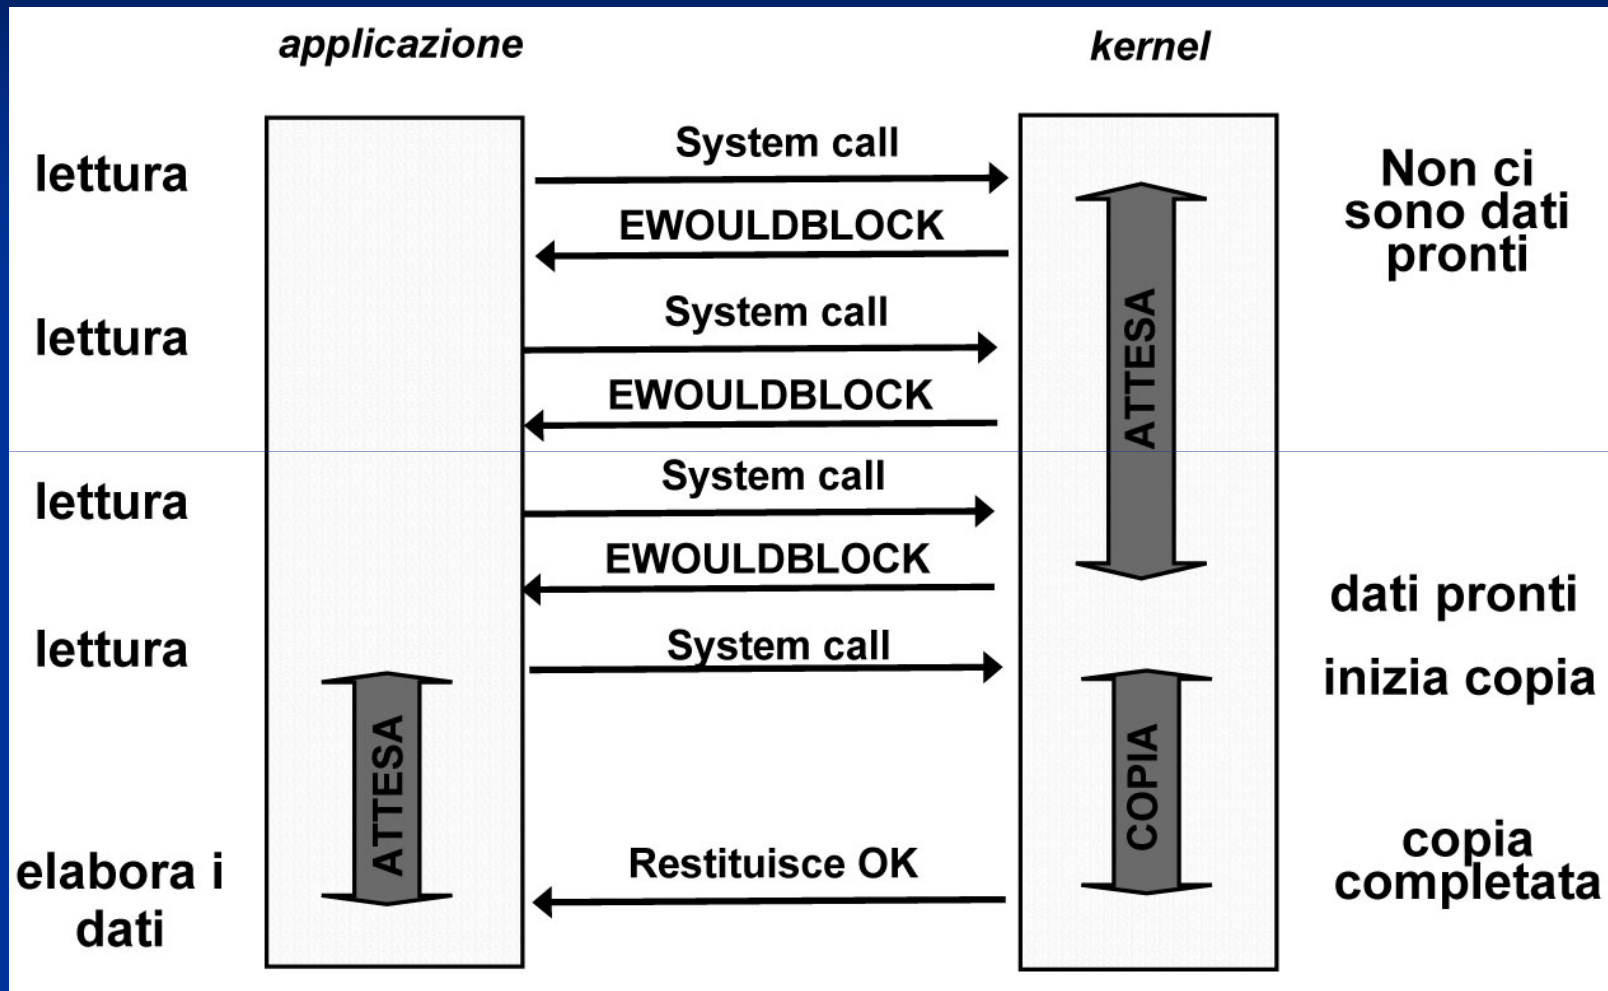 applicazione
kernel
lettura
System call
Non ci
sono dati
pronti
EWOULDBLOCK
lettura
System call
ATTESA
EWOULDBLOCK
lettura
System call
EWOULDBLOCK
dati pronti
lettura
System call
inizia copia
ATTESA
COPIA
elabora i
dati
Restituisce OK
copia
completata